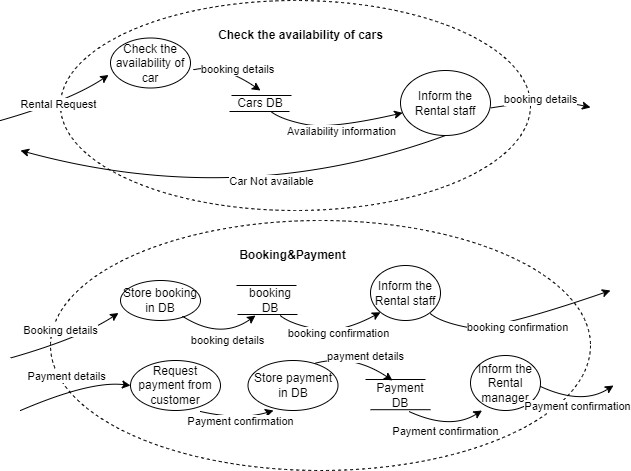 Check the availability of cars
Check the
availability of
car
booking details
Rental Request
Cars DB
Inform the
Rental staff
booking details
Availability information
Car Not available
Booking&Payment
Store booking
in DB
booking
DB
Inform the
Rental staff
Booking details
booking details
booking confirmation
booking confirmation
Payment details
Request
payment from
customer
Store payment
in DB
payment details
Payment
DB
Inform the
Rental
manager
Payment confirmation
Payment confirmation
Payment confirmation